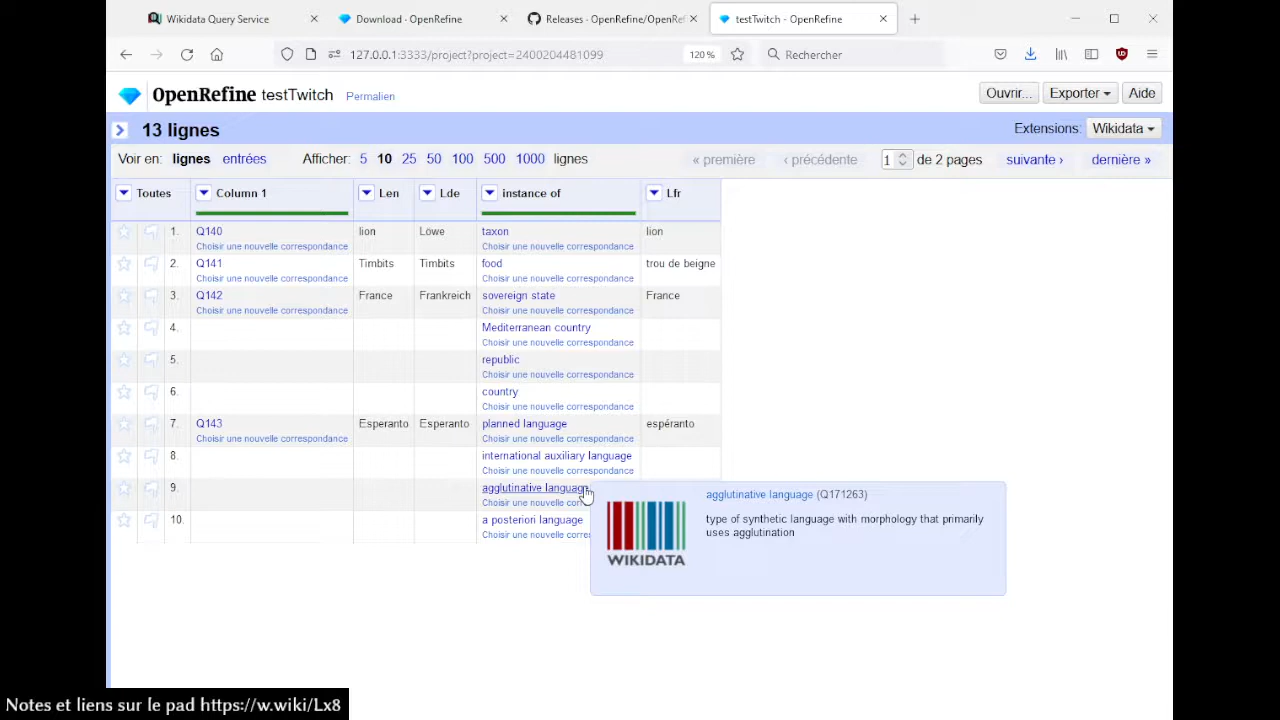 Wikidata Query Service
Download · OpenRefine
Releases · OpenRefine/OpenRef
testTwitch - OpenRefine
127.0.0.1:3333/project?project=2400204481099
120 %
Rechercher
OpenRefine testTwitch Permalien
Ouvrir... Exporter Aide
13 lignes
Extensions: Wikidata
Voir en: lignes entrées Afficher: 5 10 25 50 100 500 1000 lignes
« première ‹ précédente 1 de 2 pages suivante › dernière »
Toutes Column 1 Len Lde instance of Lfr
1. Q140 lion Löwe taxon lion
Choisir une nouvelle correspondance Choisir une nouvelle correspondance
2. Q141 Timbits Timbits food trou de beigne
Choisir une nouvelle correspondance Choisir une nouvelle correspondance
3. Q142 France Frankreich sovereign state France
Choisir une nouvelle correspondance Choisir une nouvelle correspondance
4. Mediterranean country
Choisir une nouvelle correspondance
5. republic
Choisir une nouvelle correspondance
6. country
Choisir une nouvelle correspondance
7. Q143 Esperanto Esperanto planned language espéranto
Choisir une nouvelle correspondance Choisir une nouvelle correspondance
8. international auxiliary language
Choisir une nouvelle correspondance
9. agglutinative language
Choisir une nouvelle
10. a posteriori language
Choisir une nouvelle
agglutinative language (Q171263)
type of synthetic language with morphology that primarily
uses agglutination
WIKIDATA
Notes et liens sur le pad https://w.wiki/Lx8